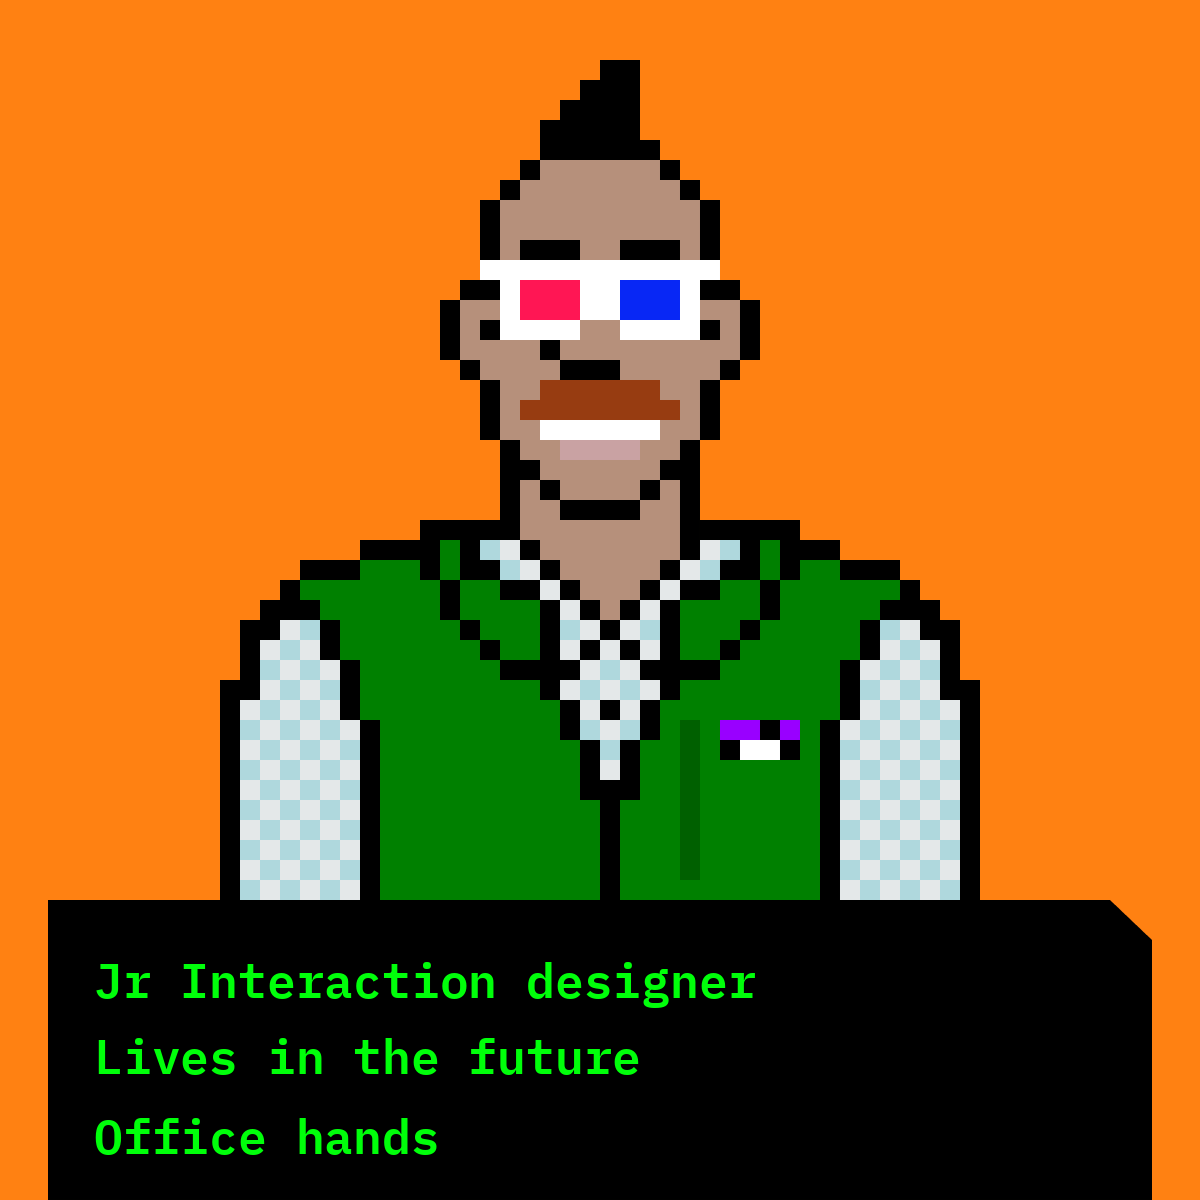 Jr Interaction designer
Lives in the future
Office hands